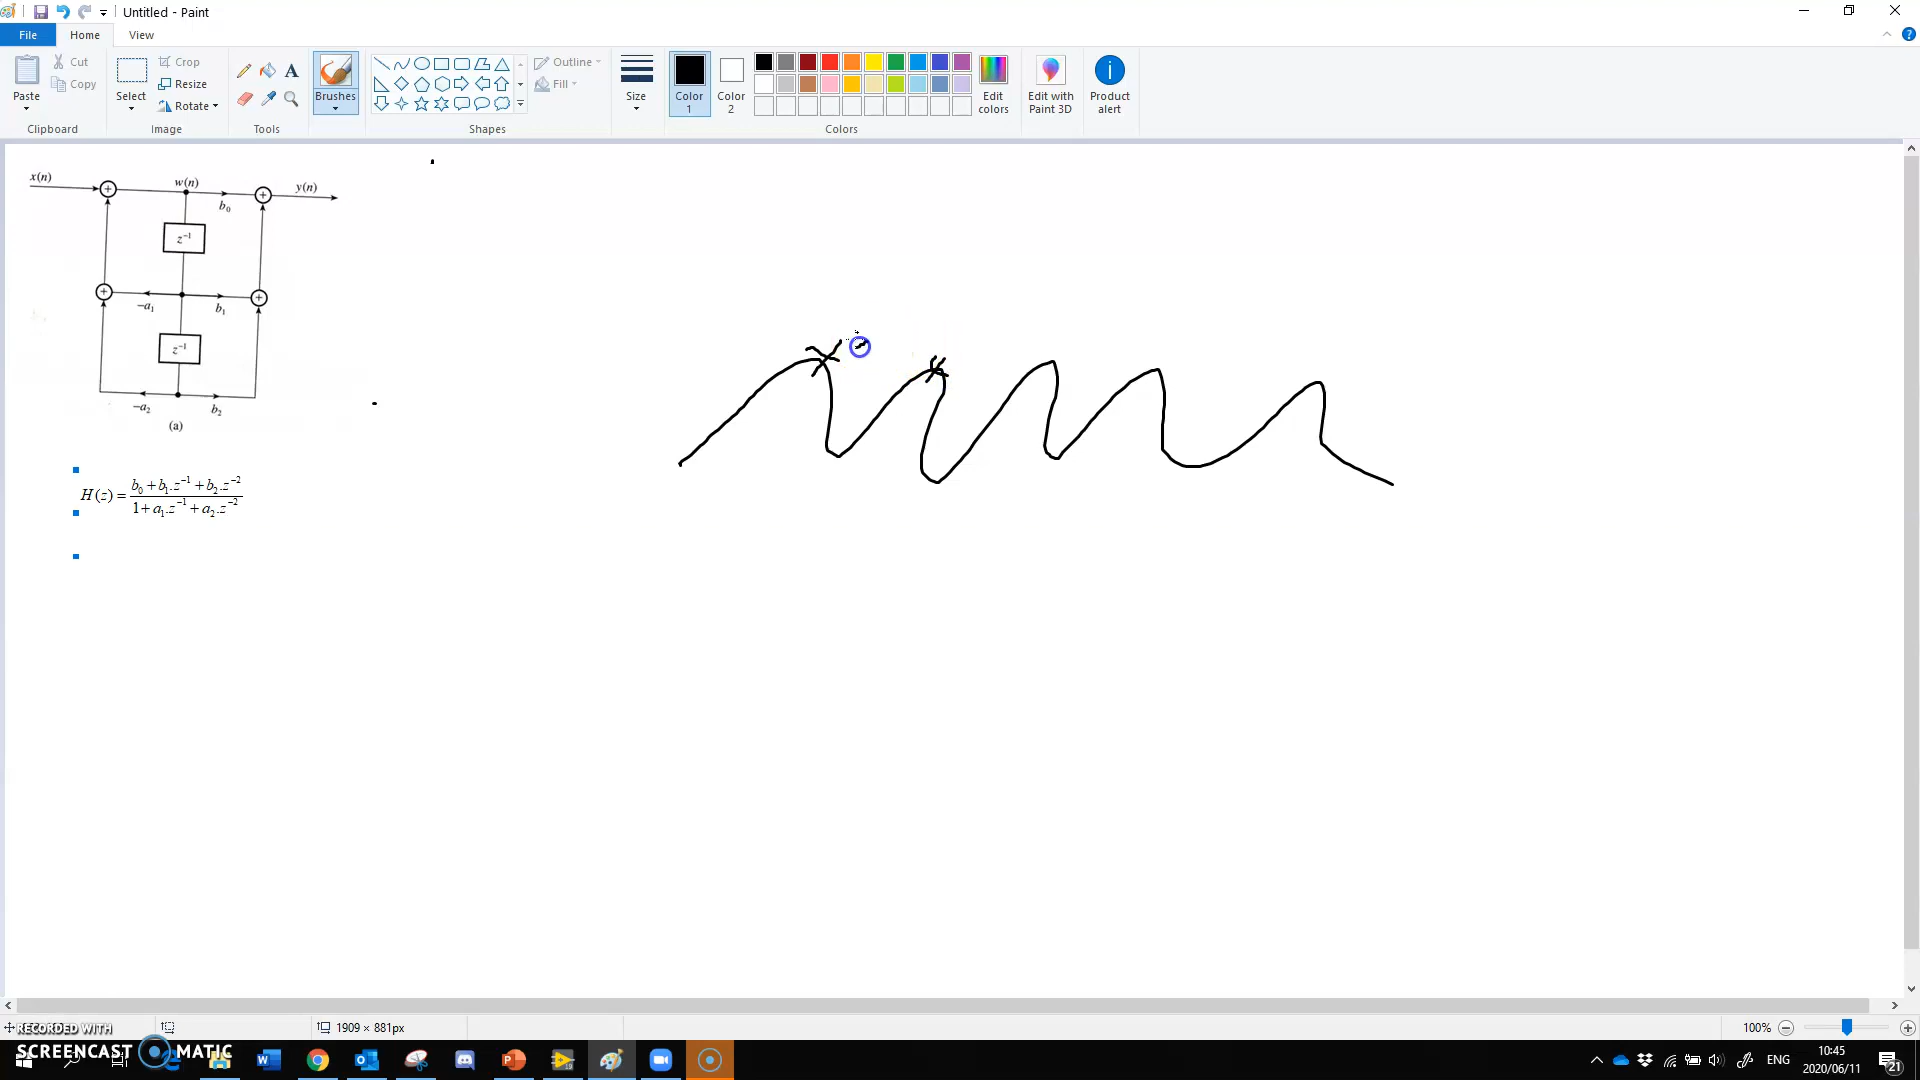 Untitled - Paint
File Home View
Paste
Cut
Copy
Clipboard
Select
Crop
Resize
Rotate
Image
Tools
Brushes
Shapes
Outline
Fill
Size
Color 1
Color 2
Edit colors
Colors
Edit with Paint 3D
Product alert
x(n)
w(n)
y(n)
b₀
z⁻¹
−a₁
b₁
z⁻¹
−a₂
b₂
(a)
H(z) = (b₀ + b₁.z⁻¹ + b₂.z⁻²) / (1 + a₁.z⁻¹ + a₂.z⁻²)
1909 × 881px
100%
RECORDED WITH
SCREENCAST MATIC
ENG
10:45
2020/06/11
21